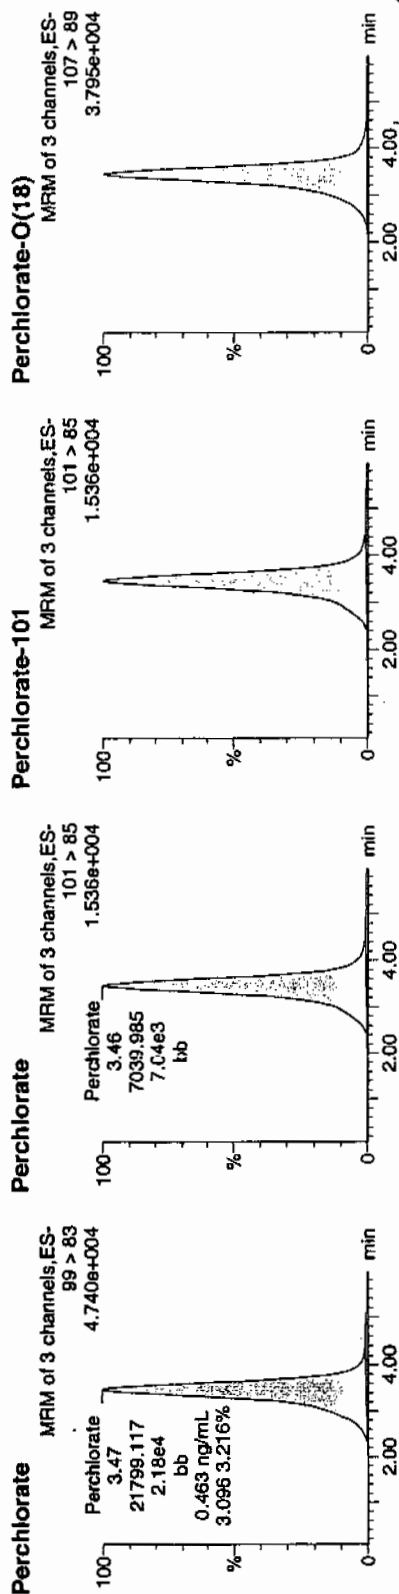 Perchlorate
MRM of 3 channels,ES-
99 > 83
4.740e+004
100
Perchlorate
3.47
21799.117
2.18e4
bb
0.463 ng/mL
3.096 3.216%
%
0
2.00
4.00
min
Perchlorate
MRM of 3 channels,ES-
101 > 85
1.536e+004
100
Perchlorate
3.46
7039.985
7.04e3
bb
%
0
2.00
4.00
min
Perchlorate-101
MRM of 3 channels,ES-
101 > 85
1.536e+004
100
%
0
2.00
4.00
min
Perchlorate-O(18)
MRM of 3 channels,ES-
107 > 89
3.795e+004
100
%
0
2.00
4.00
min